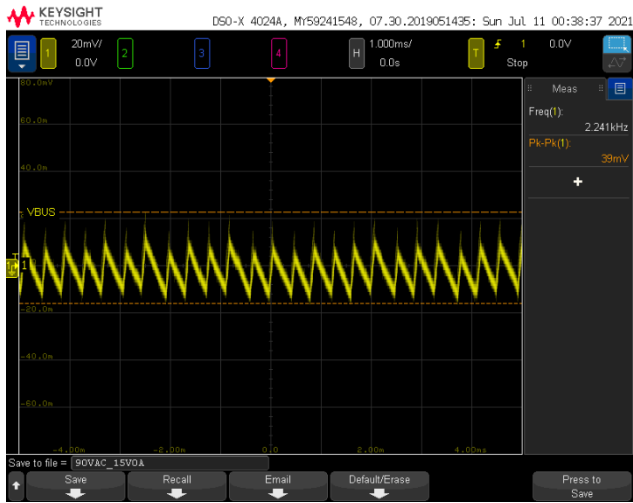 KEYSIGHT
TECHNOLOGIES
DSO-X 4024A, MY59241548, 07.30.2019051435: Sun Jul 11 00:38:37 2021
1 20mV/ 2 3 4 H 1.000ms/ T 1 0.0V
0.0V 0.0s Stop
80.0mV
Meas
Freq(1):
2.241kHz
Pk-Pk(1):
39mV
60.0m
40.0m
VBUS
T
1
-20.0m
-40.0m
-60.0m
-4.00m -2.00m 0.0 2.00m 4.00ms
Save to file = 90VAC_15V0A
Save Recall Email Default/Erase Press to
Save